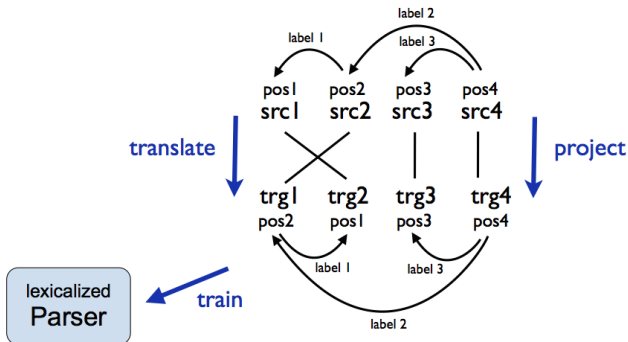 label 2
label 1
label 3
pos1 pos2 pos3 pos4
src1 src2 src3 src4
translate
project
trg1 trg2 trg3 trg4
pos2 pos1 pos3 pos4
label 1
label 3
lexicalized
Parser
train
label 2